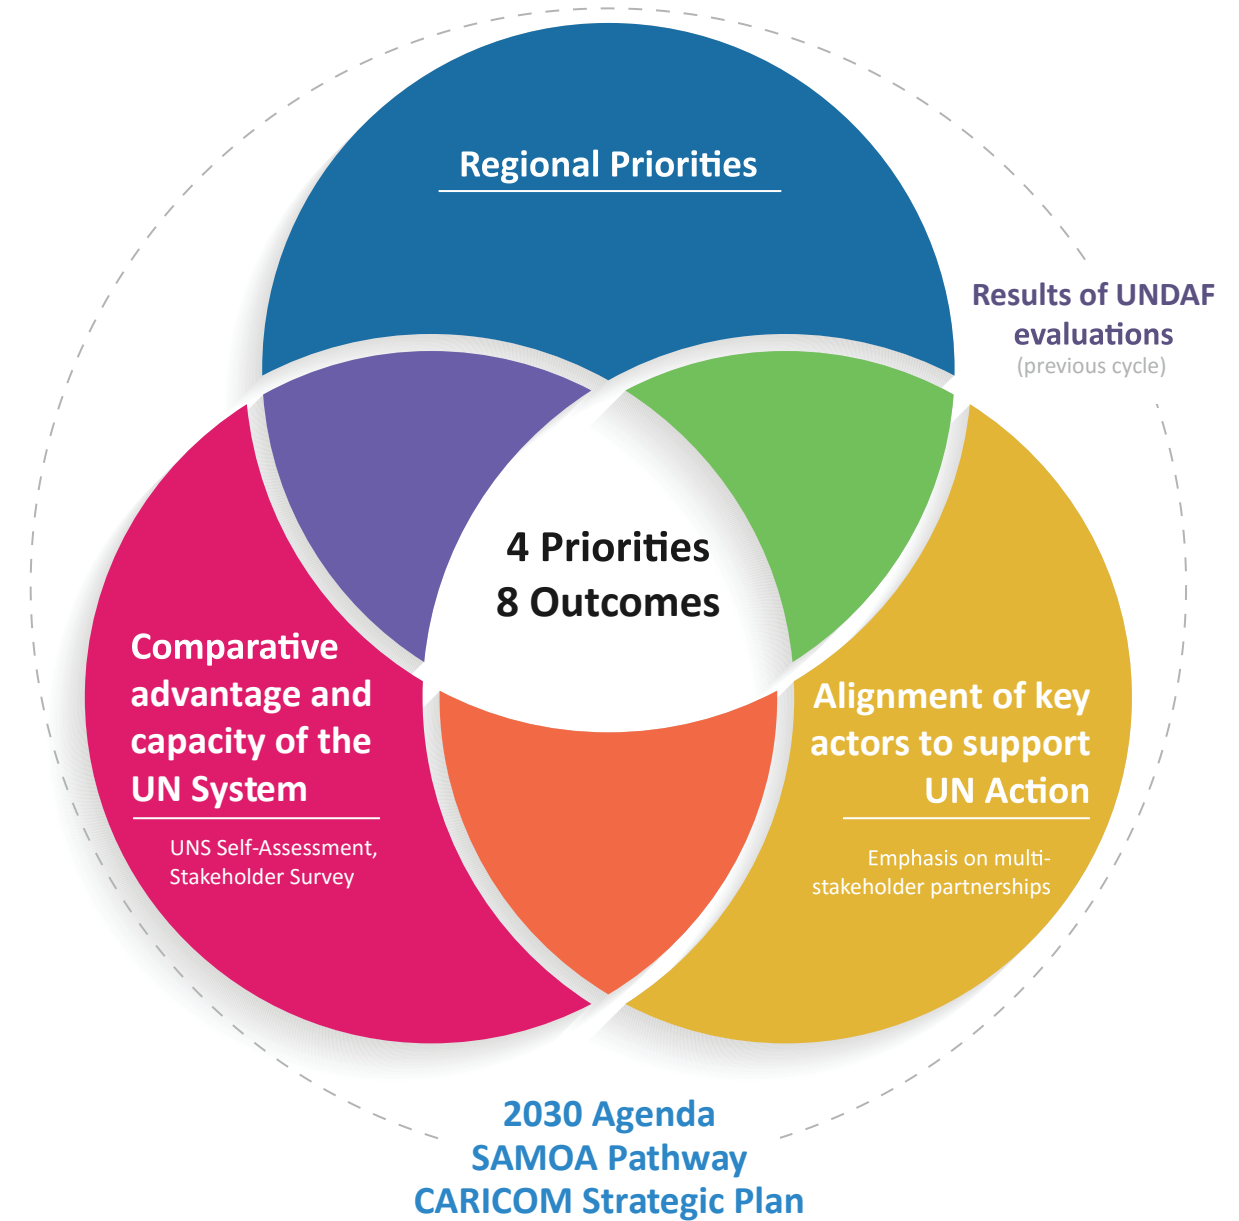 Regional Priorities
Results of UNDAF
evaluations
(previous cycle)
4 Priorities
8 Outcomes
Comparative
advantage and
capacity of the
UN System
UNS Self-Assessment,
Stakeholder Survey
Alignment of key
actors to support
UN Action
Emphasis on multi-
stakeholder partnerships
2030 Agenda
SAMOA Pathway
CARICOM Strategic Plan